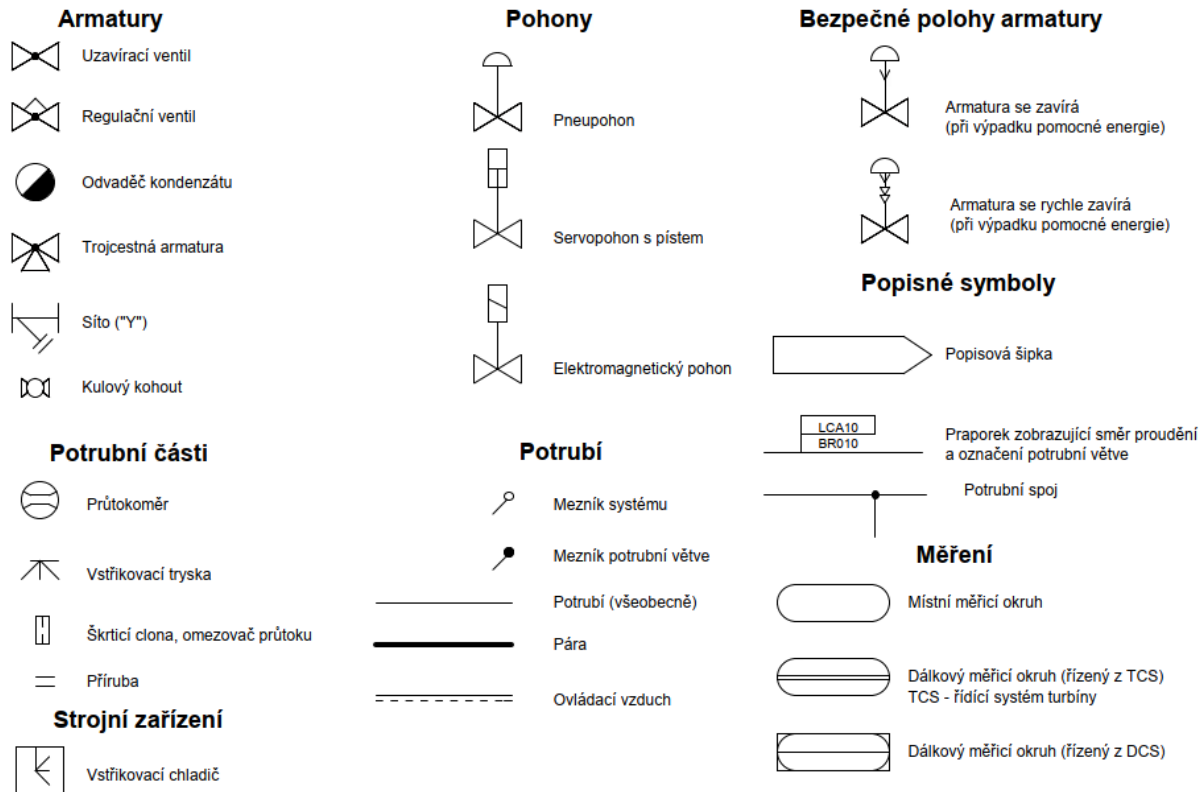 Armatury
Uzavírací ventil
Regulační ventil
Odvaděč kondenzátu
Trojcestná armatura
Síto ("Y")
Kulový kohout
Potrubní části
Průtokoměr
Vstřikovací tryska
Škrticí clona, omezovač průtoku
Příruba
Strojní zařízení
Vstřikovací chladič
Pohony
Pneupohon
Servopohon s pístem
Elektromagnetický pohon
Potrubí
Mezník systému
Mezník potrubní větve
Potrubí (všeobecně)
Pára
Ovládací vzduch
Bezpečné polohy armatury
Armatura se zavírá
(při výpadku pomocné energie)
Armatura se rychle zavírá
(při výpadku pomocné energie)
Popisné symboly
Popisová šipka
LCA10
BR010
Praporek zobrazující směr proudění
a označení potrubní větve
Potrubní spoj
Měření
Místní měřicí okruh
Dálkový měřicí okruh (řízený z TCS)
TCS - řídící systém turbíny
Dálkový měřicí okruh (řízený z DCS)